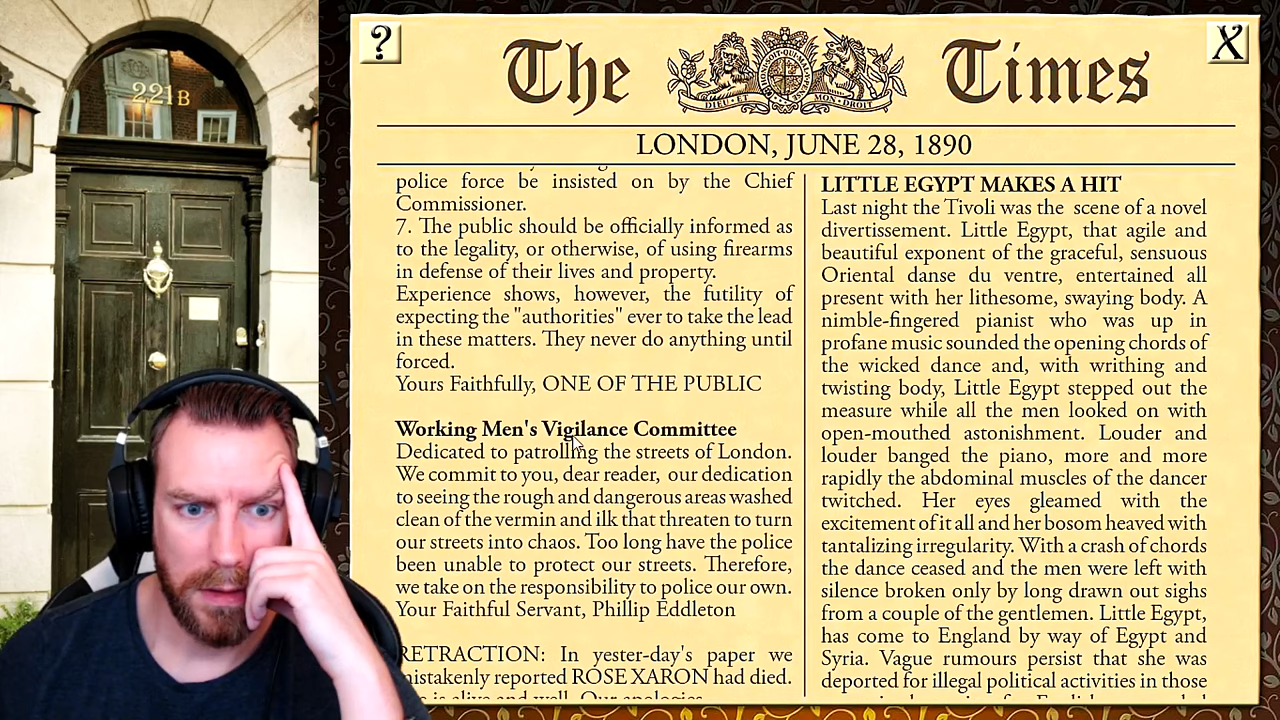 221B
?
The Times
DIEU · ET MON · DROIT
X
LONDON, JUNE 28, 1890
police force be insisted on by the Chief
Commissioner.
7. The public should be officially informed as
to the legality, or otherwise, of using firearms
in defense of their lives and property.
Experience shows, however, the futility of
expecting the "authorities" ever to take the lead
in these matters. They never do anything until
forced.
Yours Faithfully, ONE OF THE PUBLIC
Working Men's Vigilance Committee
Dedicated to patrolling the streets of London.
We commit to you, dear reader, our dedication
to seeing the rough and dangerous areas washed
clean of the vermin and ilk that threaten to turn
our streets into chaos. Too long have the police
been unable to protect our streets. Therefore,
we take on the responsibility to police our own.
Your Faithful Servant, Phillip Eddleton
RETRACTION: In yester-day's paper we
mistakenly reported ROSE XARON had died.
is alive and well. Our apologies
LITTLE EGYPT MAKES A HIT
Last night the Tivoli was the scene of a novel
divertissement. Little Egypt, that agile and
beautiful exponent of the graceful, sensuous
Oriental danse du ventre, entertained all
present with her lithesome, swaying body. A
nimble-fingered pianist who was up in
profane music sounded the opening chords of
the wicked dance and, with writhing and
twisting body, Little Egypt stepped out the
measure while all the men looked on with
open-mouthed astonishment. Louder and
louder banged the piano, more and more
rapidly the abdominal muscles of the dancer
twitched. Her eyes gleamed with the
excitement of it all and her bosom heaved with
tantalizing irregularity. With a crash of chords
the dance ceased and the men were left with
silence broken only by long drawn out sighs
from a couple of the gentlemen. Little Egypt,
has come to England by way of Egypt and
Syria. Vague rumours persist that she was
deported for illegal political activities in those